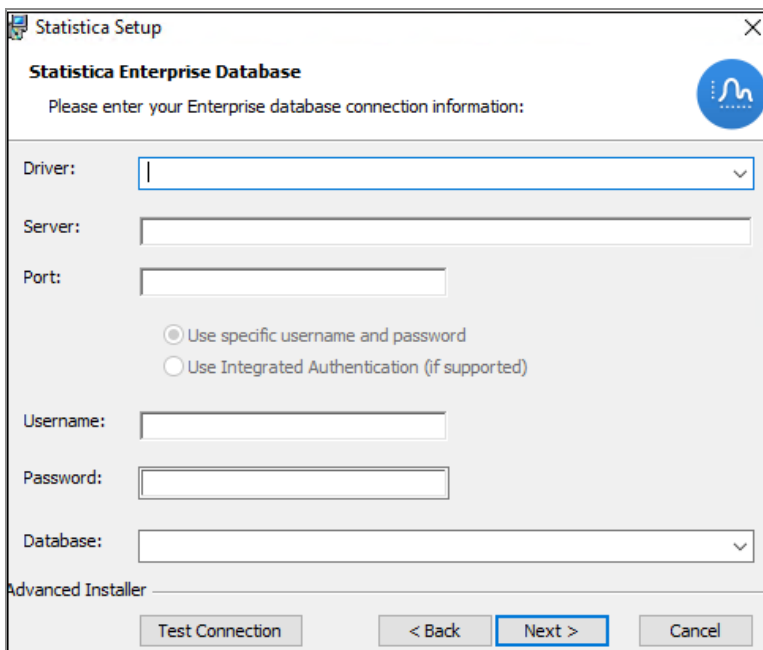 Statistica Setup
Statistica Enterprise Database
Please enter your Enterprise database connection information:
Driver:
Server:
Port:
Use specific username and password
Use Integrated Authentication (if supported)
Username:
Password:
Database:
Advanced Installer
Test Connection
< Back
Next >
Cancel